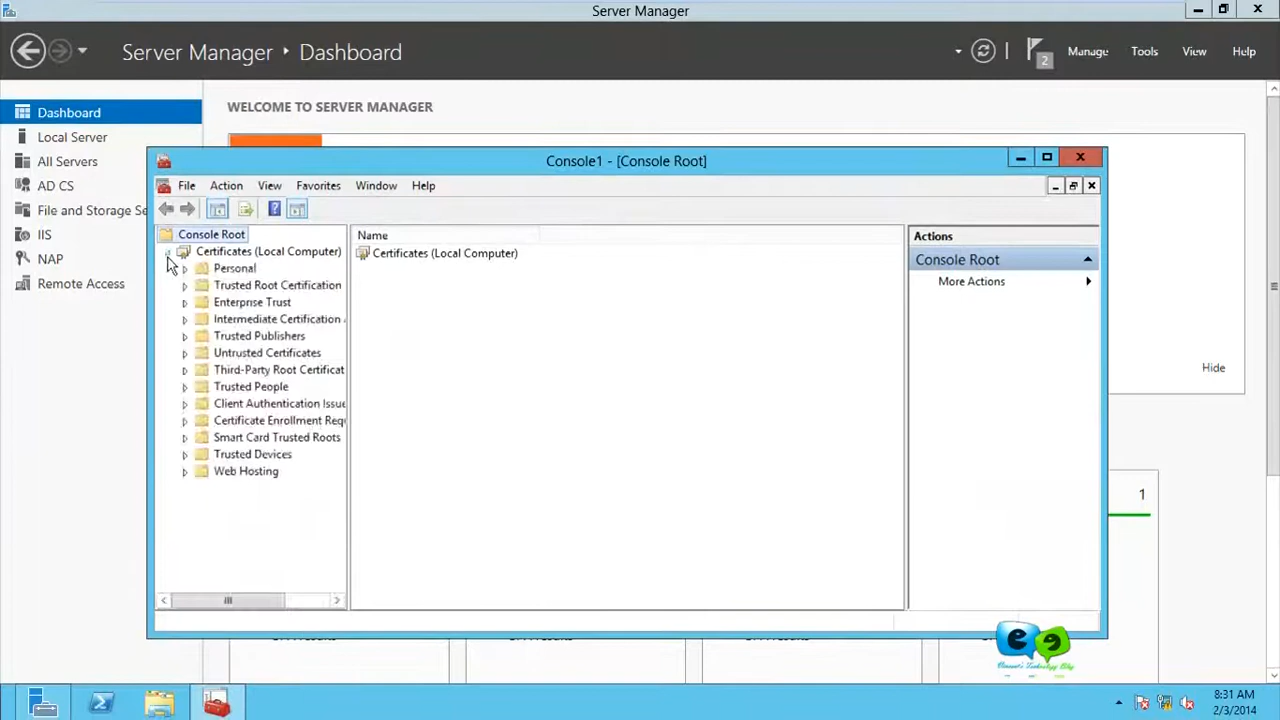 Server Manager
Server Manager • Dashboard
2
Manage
Tools
View
Help
Dashboard
Local Server
All Servers
AD CS
File and Storage Se
IIS
NAP
Remote Access
WELCOME TO SERVER MANAGER
Hide
1
Console1 - [Console Root]
File
Action
View
Favorites
Window
Help
Console Root
Certificates (Local Computer)
Personal
Trusted Root Certification
Enterprise Trust
Intermediate Certification
Trusted Publishers
Untrusted Certificates
Third-Party Root Certificat
Trusted People
Client Authentication Issue
Certificate Enrollment Req
Smart Card Trusted Roots
Trusted Devices
Web Hosting
Name
Certificates (Local Computer)
Actions
Console Root
More Actions
8:31 AM
2/3/2014